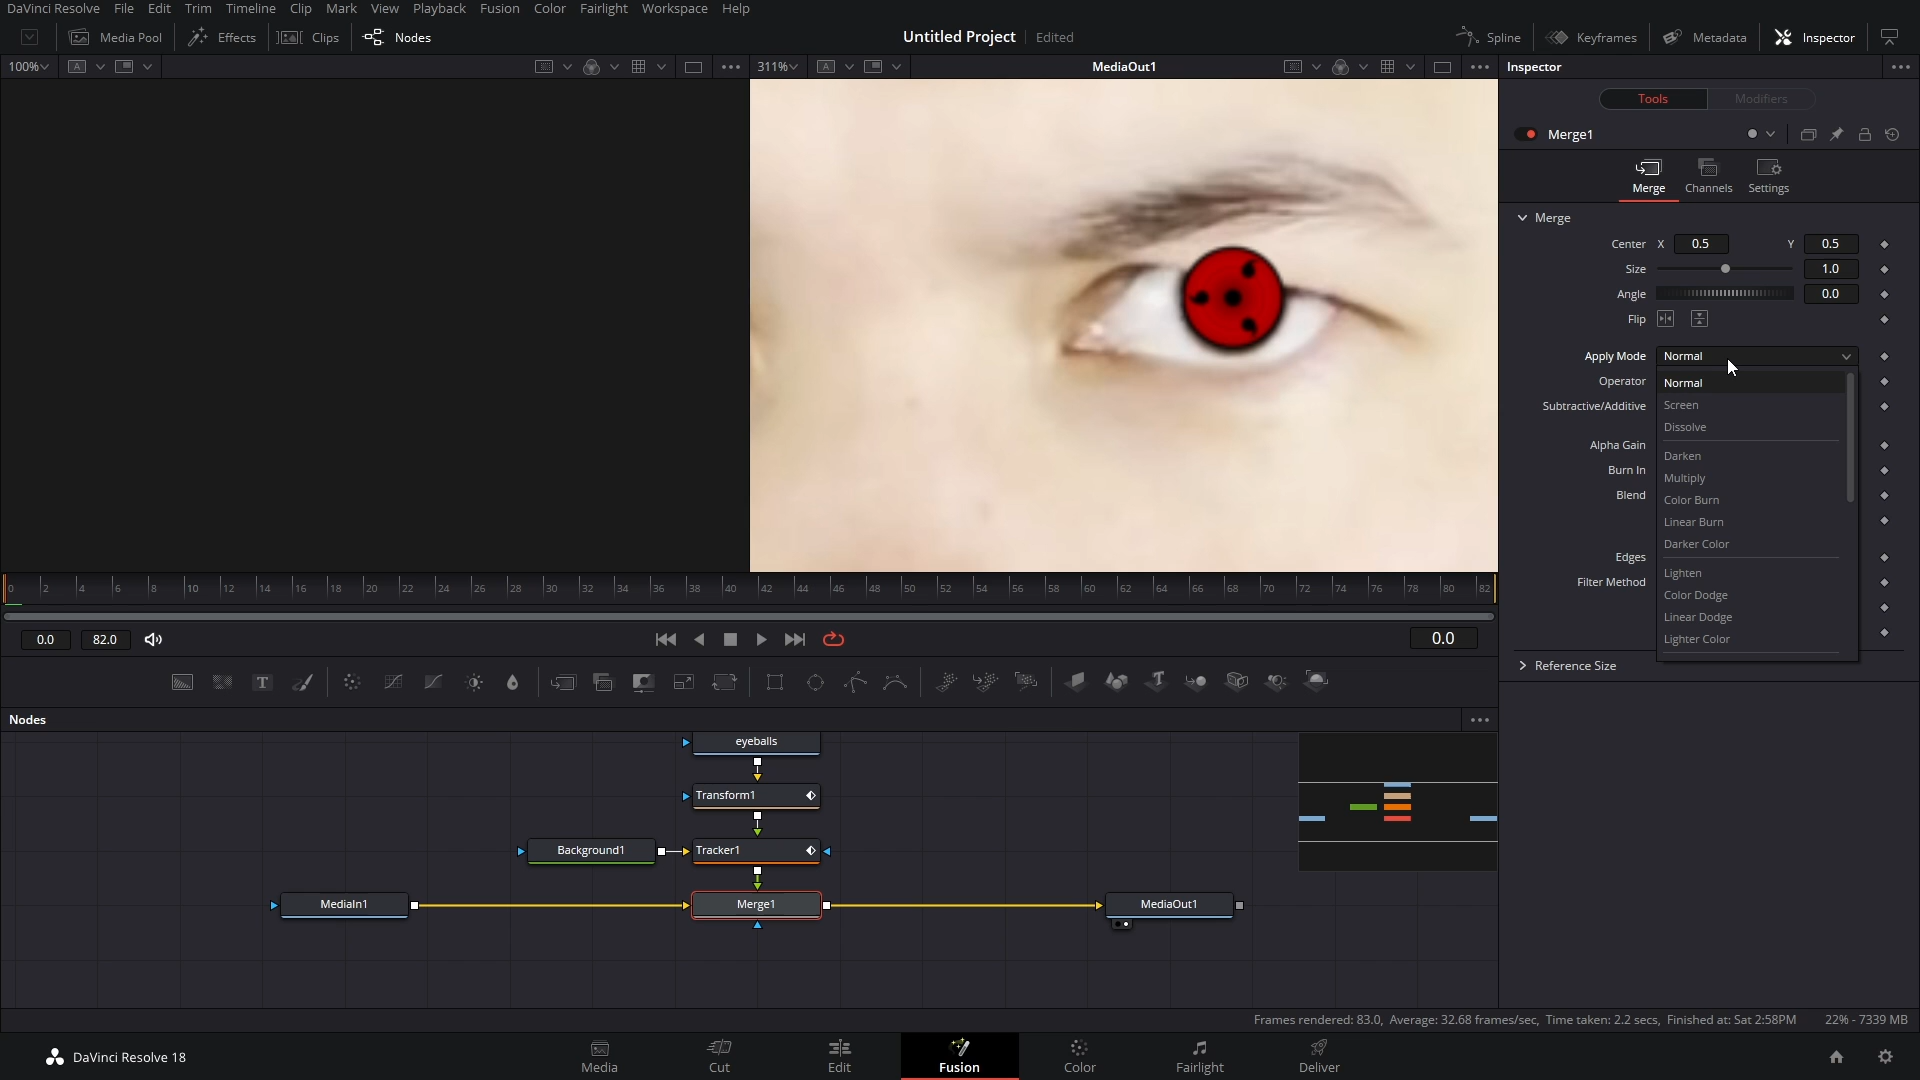 DaVinci Resolve File Edit Trim Timeline Clip Mark View Playback Fusion Color Fairlight Workspace Help
Media Pool Effects Clips Nodes Untitled Project Edited Spline Keyframes Metadata Inspector
100% A 311% A MediaOut1 Inspector
Tools Modifiers
Merge1
Merge Channels Settings
Merge
Center X 0.5 Y 0.5
Size 1.0
Angle 0.0
Flip
Apply Mode Normal
Normal
Operator
Screen
Subtractive/Additive
Dissolve
Alpha Gain
Darken
Burn In
Multiply
Blend
Color Burn
Linear Burn
Darker Color
Edges
Lighten
Filter Method
Color Dodge
Linear Dodge
Lighter Color
Reference Size
0 2 4 6 8 10 12 14 16 18 20 22 24 26 28 30 32 34 36 38 40 42 44 46 48 50 52 54 56 58 60 62 64 66 68 70 72 74 76 78 80 82
0.0 82.0 0.0
T T
Nodes
eyeballs
Transform1
Background1 Tracker1
MediaIn1 Merge1 MediaOut1
Frames rendered: 83.0, Average: 32.68 frames/sec, Time taken: 2.2 secs, Finished at: Sat 2:58PM 22% - 7339 MB
DaVinci Resolve 18 Media Cut Edit Fusion Color Fairlight Deliver